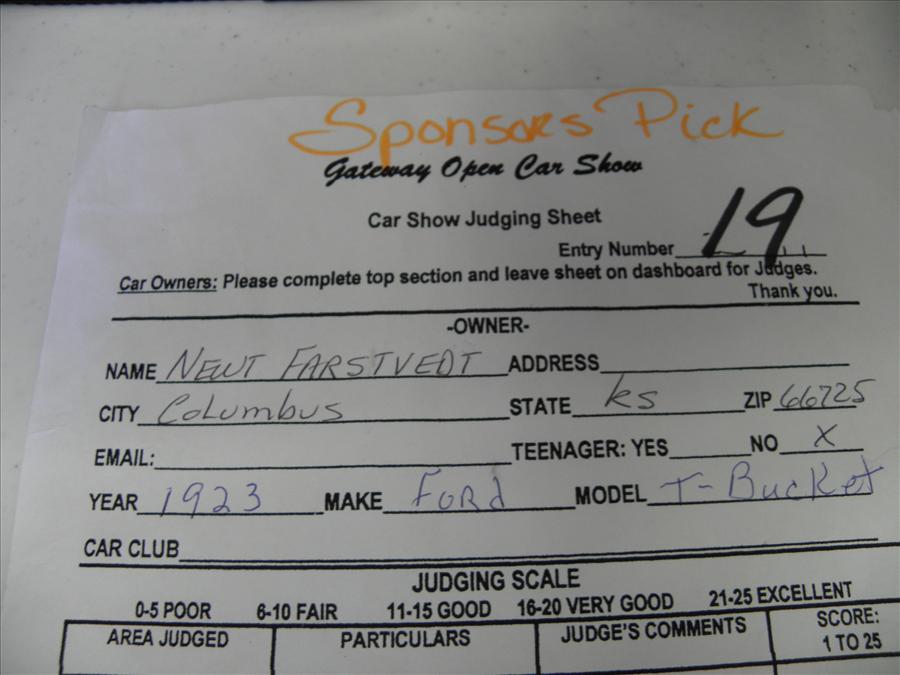 Sponsors Pick
Gateway Open Car Show
Car Show Judging Sheet
Entry Number 19
Car Owners: Please complete top section and leave sheet on dashboard for Judges.
Thank you.
-OWNER-
NAME NEWT FARSTVEDT ADDRESS
CITY Columbus STATE Ks ZIP 66725
EMAIL: TEENAGER: YES NO X
YEAR 1923 MAKE Ford MODEL T-Bucket
CAR CLUB
JUDGING SCALE
0-5 POOR 6-10 FAIR 11-15 GOOD 16-20 VERY GOOD 21-25 EXCELLENT
AREA JUDGED PARTICULARS JUDGE'S COMMENTS SCORE:
1 TO 25